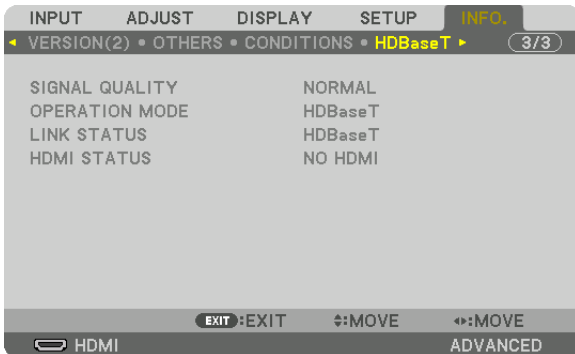 INPUT ADJUST DISPLAY SETUP INFO.
VERSION(2) • OTHERS • CONDITIONS • HDBaseT 3/3
SIGNAL QUALITY NORMAL
OPERATION MODE HDBaseT
LINK STATUS HDBaseT
HDMI STATUS NO HDMI
EXIT :EXIT :MOVE :MOVE
HDMI ADVANCED